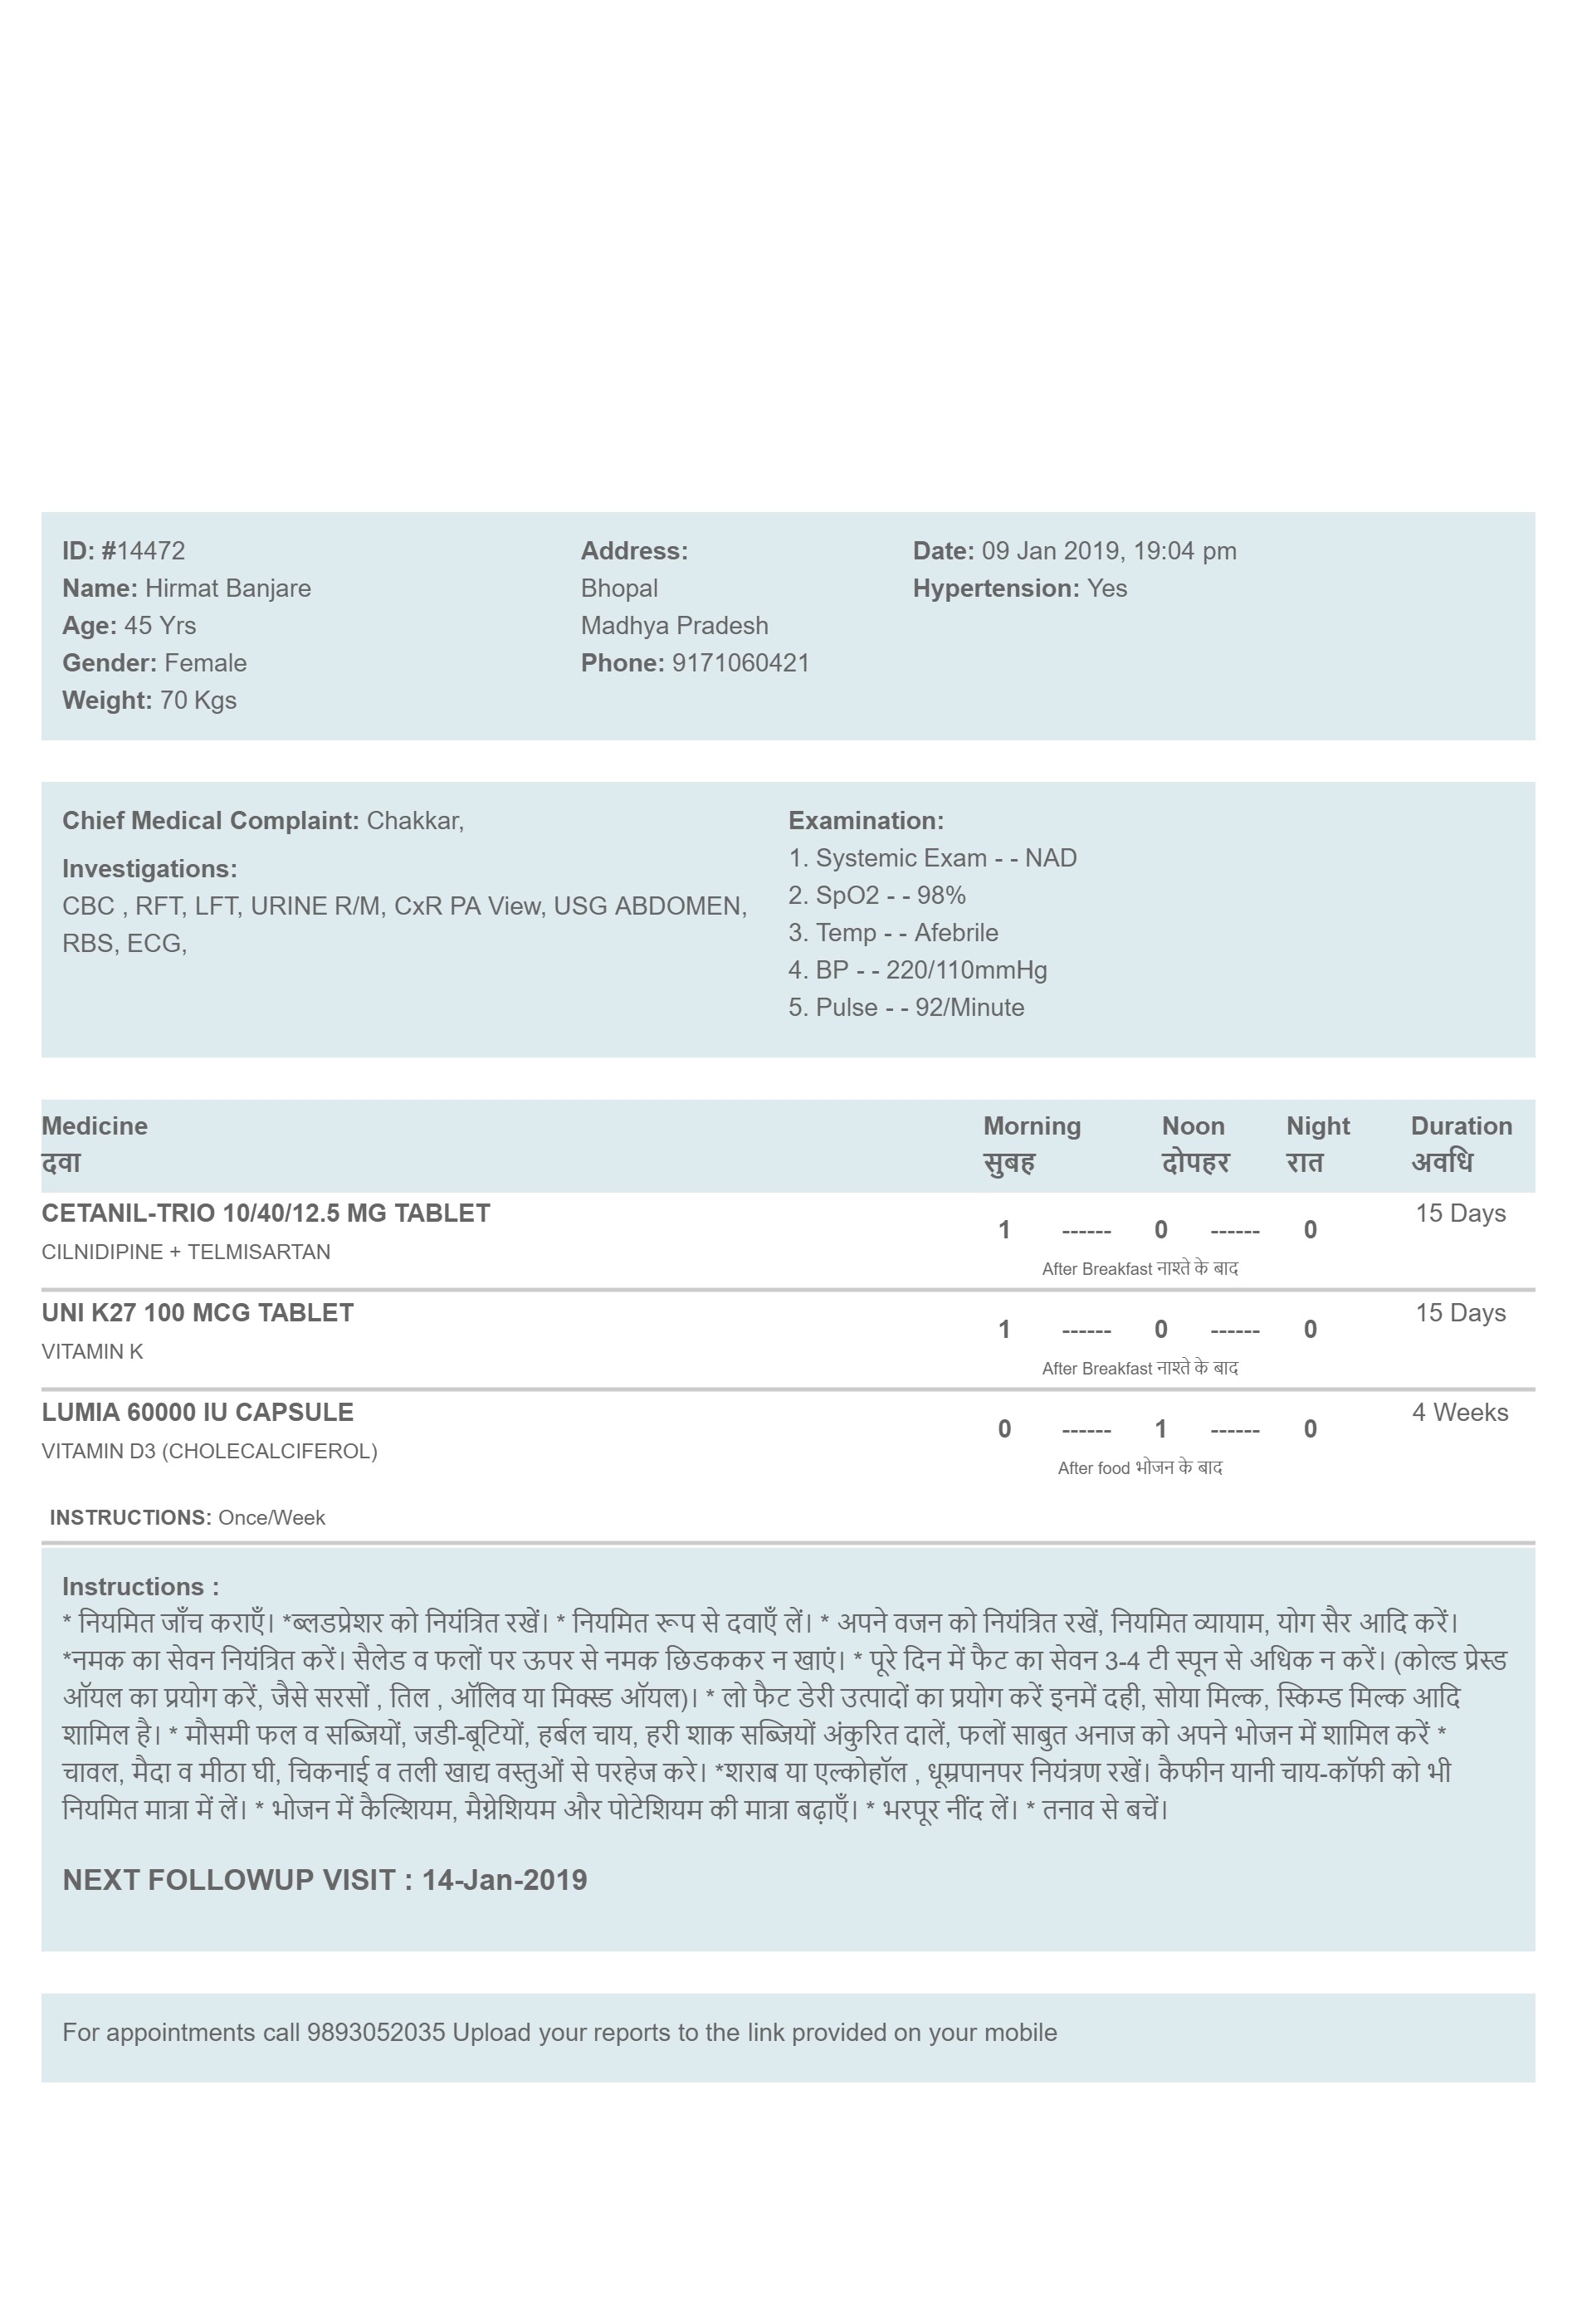 ID: #14472 Address: Date: 09 Jan 2019, 19:04 pm
Name: Hirmat Banjare Bhopal Hypertension: Yes
Age: 45 Yrs Madhya Pradesh
Gender: Female Phone: 9171060421
Weight: 70 Kgs
Chief Medical Complaint: Chakkar,
Investigations:
CBC , RFT, LFT, URINE R/M, CxR PA View, USG ABDOMEN,
RBS, ECG,
Examination:
1. Systemic Exam - - NAD
2. SpO2 - - 98%
3. Temp - - Afebrile
4. BP - - 220/110mmHg
5. Pulse - - 92/Minute
Medicine Morning Noon Night Duration
दवा सुबह दोपहर रात अवधि
CETANIL-TRIO 10/40/12.5 MG TABLET 15 Days
1 ------ 0 ------ 0
CILNIDIPINE + TELMISARTAN
After Breakfast नाश्ते के बाद
UNI K27 100 MCG TABLET 15 Days
1 ------ 0 ------ 0
VITAMIN K
After Breakfast नाश्ते के बाद
LUMIA 60000 IU CAPSULE 4 Weeks
0 ------ 1 ------ 0
VITAMIN D3 (CHOLECALCIFEROL)
After food भोजन के बाद
INSTRUCTIONS: Once/Week
Instructions :
* नियमित जाँच कराएँ। *ब्लडप्रेशर को नियंत्रित रखें। * नियमित रूप से दवाएँ लें। * अपने वजन को नियंत्रित रखें, नियमित व्यायाम, योग सैर आदि करें।
*नमक का सेवन नियंत्रित करें। सैलेड व फलों पर ऊपर से नमक छिडककर न खाएं। * पूरे दिन में फैट का सेवन 3-4 टी स्पून से अधिक न करें। (कोल्ड प्रेस्ड
ऑयल का प्रयोग करें, जैसे सरसों , तिल , ऑलिव या मिक्स्ड ऑयल)। * लो फैट डेरी उत्पादों का प्रयोग करें इनमें दही, सोया मिल्क, स्किम्ड मिल्क आदि
शामिल है। * मौसमी फल व सब्जियों, जडी-बूटियों, हर्बल चाय, हरी शाक सब्जियों अंकुरित दालें, फलों साबुत अनाज को अपने भोजन में शामिल करें *
चावल, मैदा व मीठा घी, चिकनाई व तली खाद्य वस्तुओं से परहेज करे। *शराब या एल्कोहॉल , धूम्रपानपर नियंत्रण रखें। कैफीन यानी चाय-कॉफी को भी
नियमित मात्रा में लें। * भोजन में कैल्शियम, मैग्नेशियम और पोटेशियम की मात्रा बढ़ाएँ। * भरपूर नींद लें। * तनाव से बचें।
NEXT FOLLOWUP VISIT : 14-Jan-2019
For appointments call 9893052035 Upload your reports to the link provided on your mobile